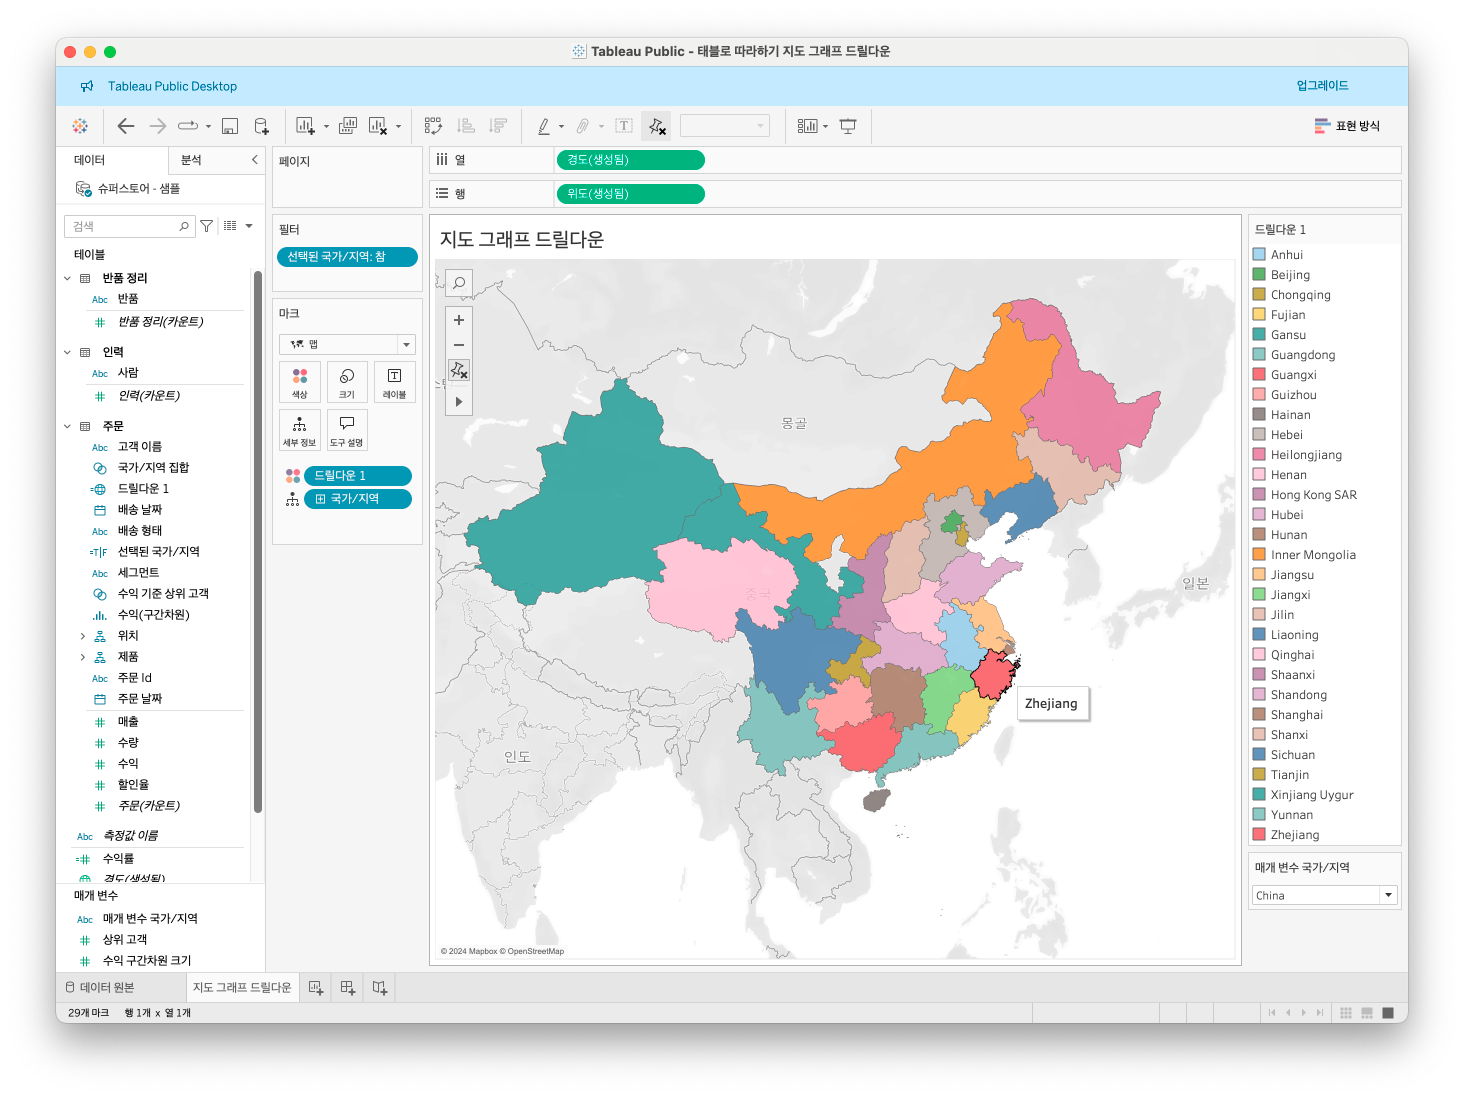 Tableau Public - 태블로 따라하기 지도 그래프 드릴다운
Tableau Public Desktop
업그레이드
표현 방식
데이터
분석
슈퍼스토어 - 샘플
검색
테이블
반품 정리
Abc 반품
반품 정리(카운트)
인력
Abc 사람
인력(카운트)
주문
Abc 고객 이름
국가/지역 집합
드릴다운 1
배송 날짜
Abc 배송 형태
=T|F 선택된 국가/지역
Abc 세그먼트
수익 기준 상위 고객
수익(구간차원)
위치
제품
Abc 주문 Id
주문 날짜
매출
수량
수익
할인율
주문(카운트)
Abc 측정값 이름
수익률
경도(생성됨)
매개 변수
Abc 매개 변수 국가/지역
상위 고객
수익 구간차원 크기
페이지
필터
선택된 국가/지역: 참
마크
맵
색상
크기
레이블
세부 정보
도구 설명
드릴다운 1
국가/지역
열
경도(생성됨)
행
위도(생성됨)
지도 그래프 드릴다운
몽골
중국
일본
인도
Zhejiang
© 2024 Mapbox © OpenStreetMap
드릴다운 1
Anhui
Beijing
Chongqing
Fujian
Gansu
Guangdong
Guangxi
Guizhou
Hainan
Hebei
Heilongjiang
Henan
Hong Kong SAR
Hubei
Hunan
Inner Mongolia
Jiangsu
Jiangxi
Jilin
Liaoning
Qinghai
Shaanxi
Shandong
Shanghai
Shanxi
Sichuan
Tianjin
Xinjiang Uygur
Yunnan
Zhejiang
매개 변수 국가/지역
China
데이터 원본
지도 그래프 드릴다운
29개 마크 행 1개 x 열 1개